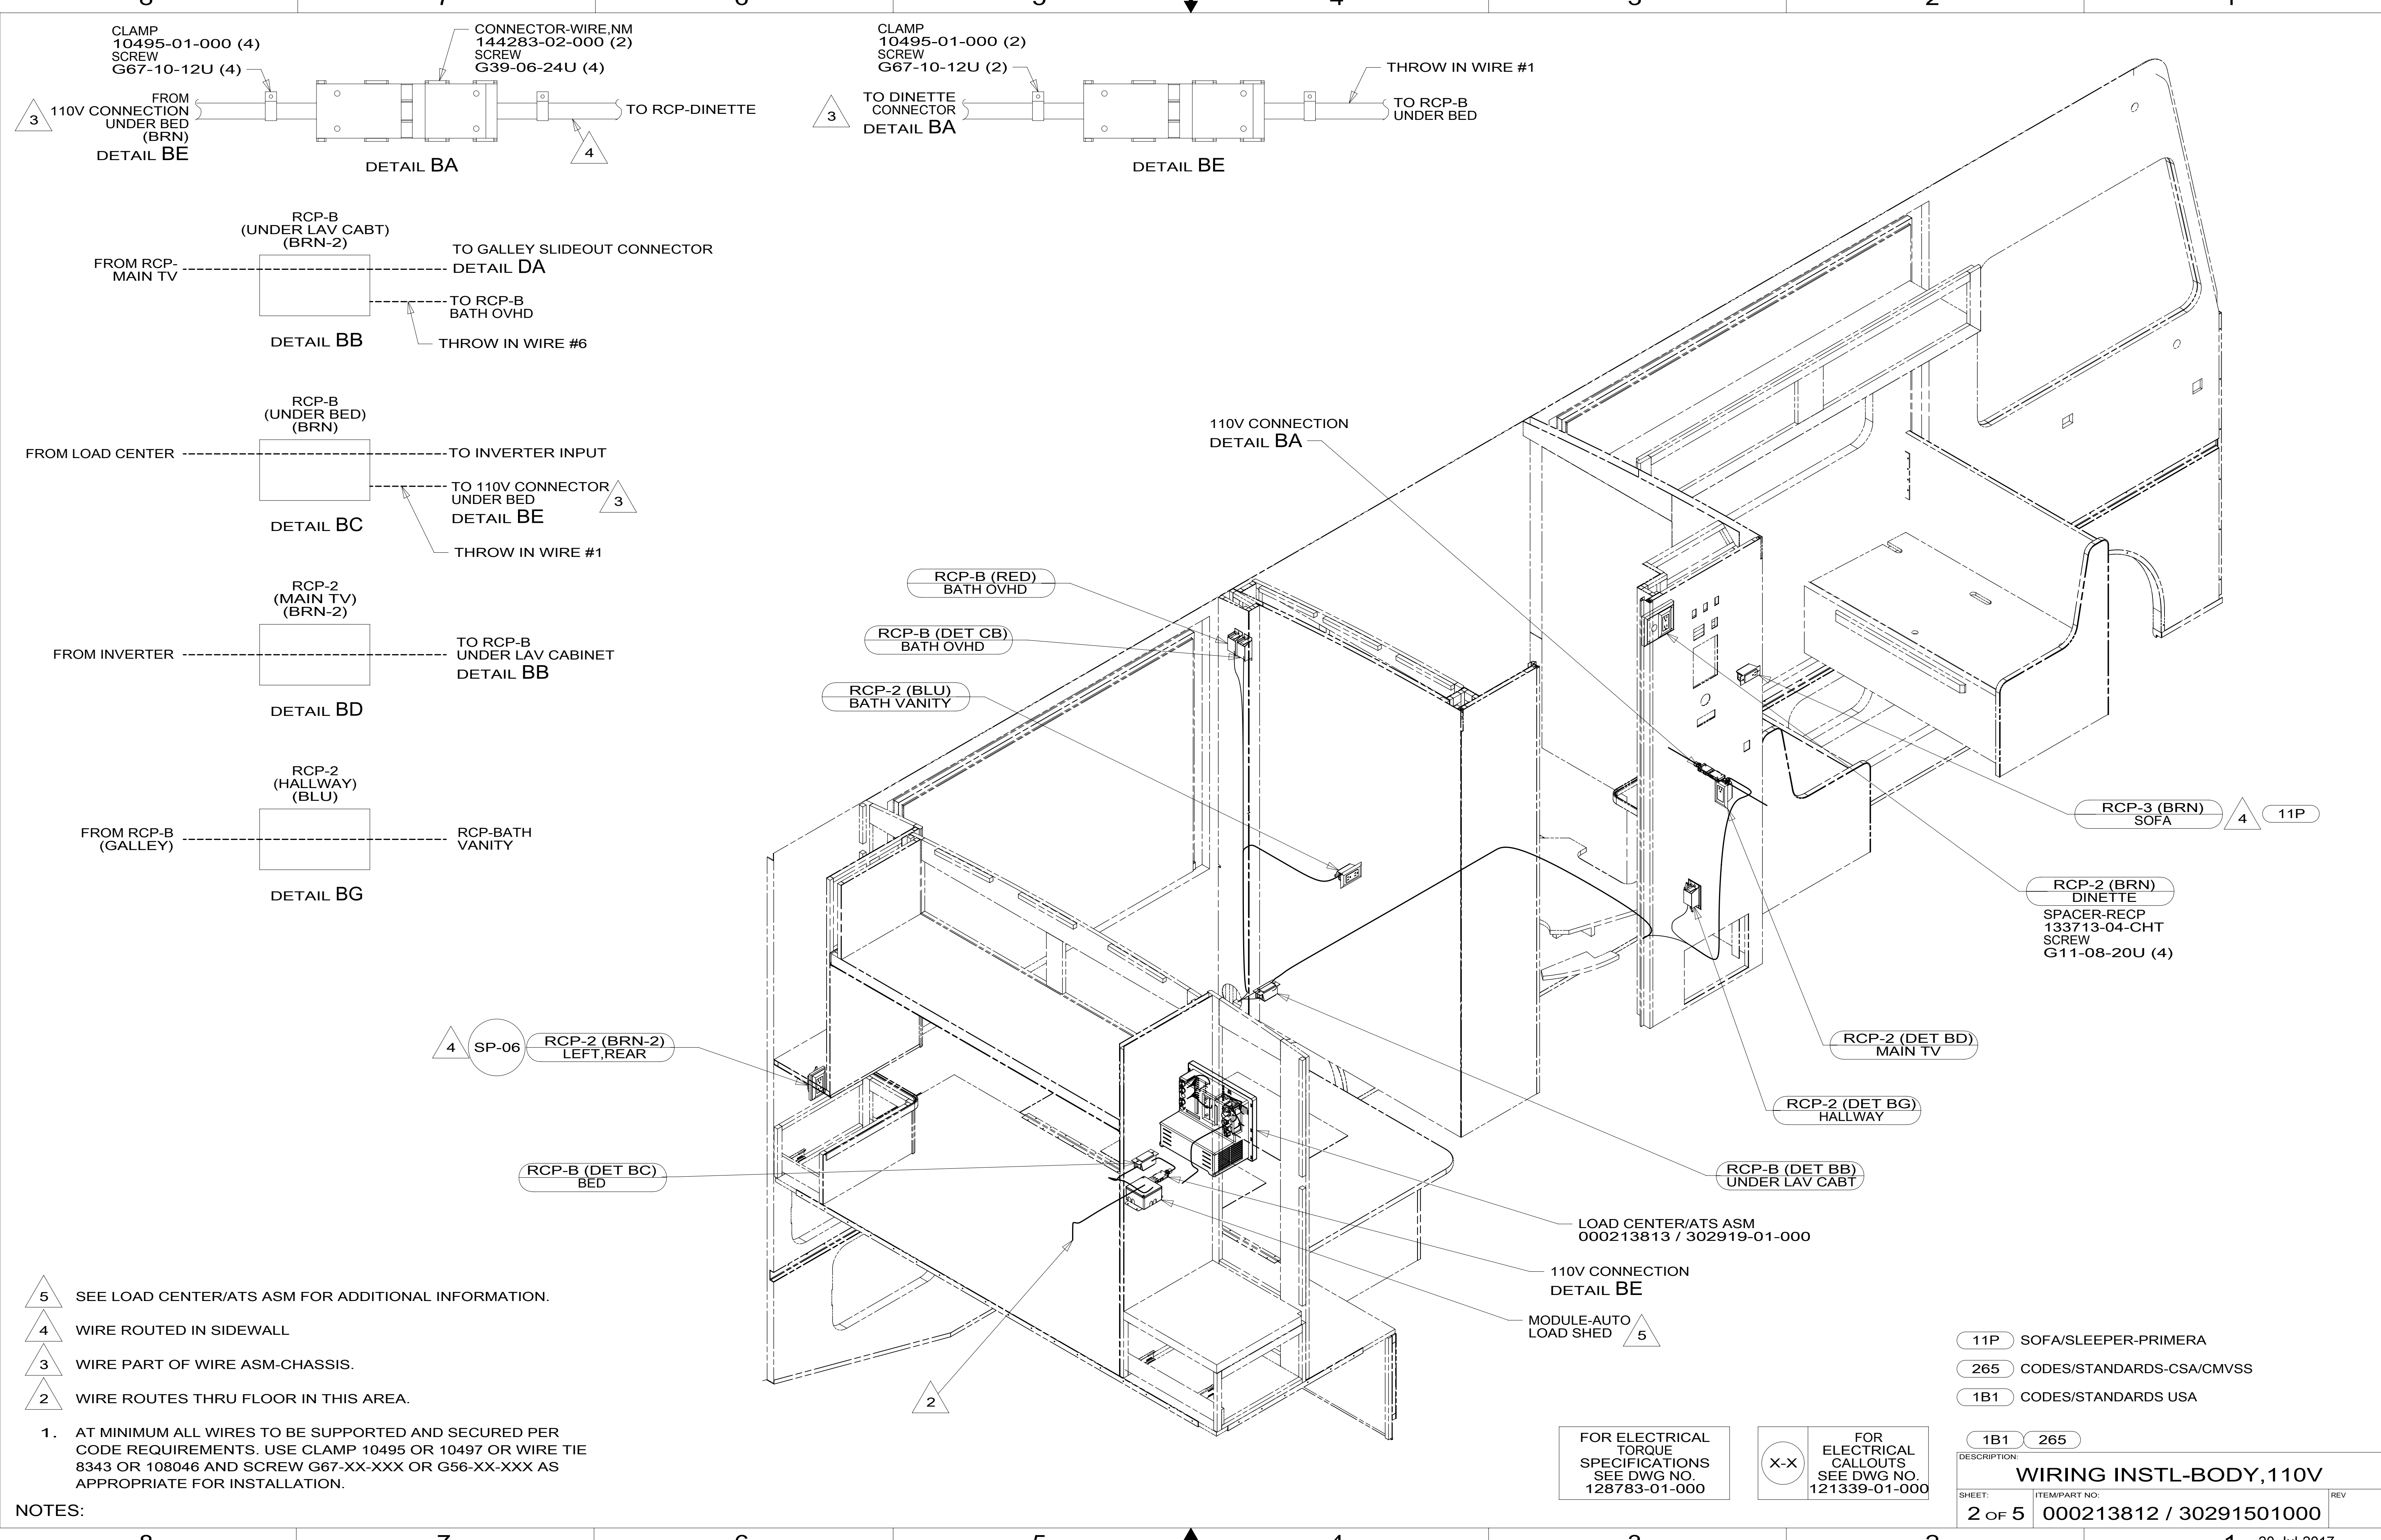 CLAMP
10495-01-000 (4)
SCREW
G67-10-12U (4)
CONNECTOR-WIRE,NM
144283-02-000 (2)
SCREW
G39-06-24U (4)
3
FROM
110V CONNECTION
UNDER BED
(BRN)
DETAIL BE
TO RCP-DINETTE
4
DETAIL BA
CLAMP
10495-01-000 (2)
SCREW
G67-10-12U (2)
3
TO DINETTE
CONNECTOR
DETAIL BA
THROW IN WIRE #1
TO RCP-B
UNDER BED
DETAIL BE
RCP-B
(UNDER LAV CABT)
(BRN-2)
FROM RCP-
MAIN TV
TO GALLEY SLIDEOUT CONNECTOR
DETAIL DA
TO RCP-B
BATH OVHD
THROW IN WIRE #6
DETAIL BB
RCP-B
(UNDER BED)
(BRN)
FROM LOAD CENTER
TO INVERTER INPUT
TO 110V CONNECTOR
UNDER BED
DETAIL BE
3
THROW IN WIRE #1
DETAIL BC
RCP-2
(MAIN TV)
(BRN-2)
FROM INVERTER
TO RCP-B
UNDER LAV CABINET
DETAIL BB
DETAIL BD
RCP-2
(HALLWAY)
(BLU)
FROM RCP-B
(GALLEY)
RCP-BATH
VANITY
DETAIL BG
110V CONNECTION
DETAIL BA
RCP-B (RED)
BATH OVHD
RCP-B (DET CB)
BATH OVHD
RCP-2 (BLU)
BATH VANITY
RCP-3 (BRN)
SOFA
4
11P
RCP-2 (BRN)
DINETTE
SPACER-RECP
133713-04-CHT
SCREW
G11-08-20U (4)
4
SP-06
RCP-2 (BRN-2)
LEFT,REAR
RCP-2 (DET BD)
MAIN TV
RCP-2 (DET BG)
HALLWAY
RCP-B (DET BC)
BED
RCP-B (DET BB)
UNDER LAV CABT
LOAD CENTER/ATS ASM
000213813 / 302919-01-000
110V CONNECTION
DETAIL BE
MODULE-AUTO
LOAD SHED
5
2
5 SEE LOAD CENTER/ATS ASM FOR ADDITIONAL INFORMATION.
4 WIRE ROUTED IN SIDEWALL
3 WIRE PART OF WIRE ASM-CHASSIS.
2 WIRE ROUTES THRU FLOOR IN THIS AREA.
1. AT MINIMUM ALL WIRES TO BE SUPPORTED AND SECURED PER
CODE REQUIREMENTS. USE CLAMP 10495 OR 10497 OR WIRE TIE
8343 OR 108046 AND SCREW G67-XX-XXX OR G56-XX-XXX AS
APPROPRIATE FOR INSTALLATION.
NOTES:
11P SOFA/SLEEPER-PRIMERA
265 CODES/STANDARDS-CSA/CMVSS
1B1 CODES/STANDARDS USA
FOR ELECTRICAL
TORQUE
SPECIFICATIONS
SEE DWG NO.
128783-01-000
X-X
FOR
ELECTRICAL
CALLOUTS
SEE DWG NO.
121339-01-000
1B1 265
DESCRIPTION:
WIRING INSTL-BODY,110V
SHEET:
2 OF 5
ITEM/PART NO:
000213812 / 30291501000
REV